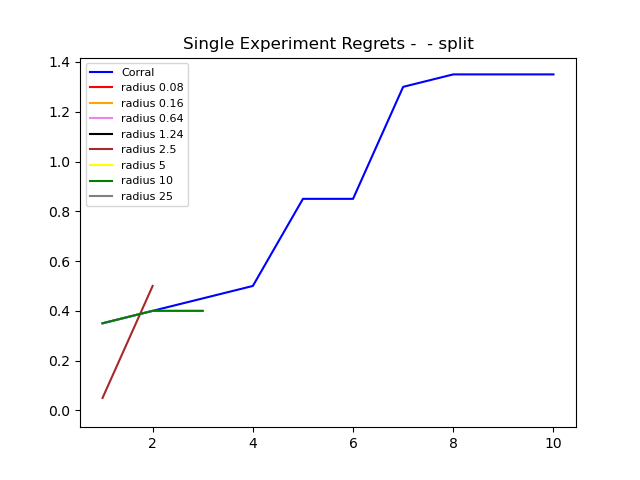 Single Experiment Regrets -  - split
1.4
1.2
1.0
0.8
0.6
0.4
0.2
0.0
Corral
radius 0.08
radius 0.16
radius 0.64
radius 1.24
radius 2.5
radius 5
radius 10
radius 25
2 4 6 8 10